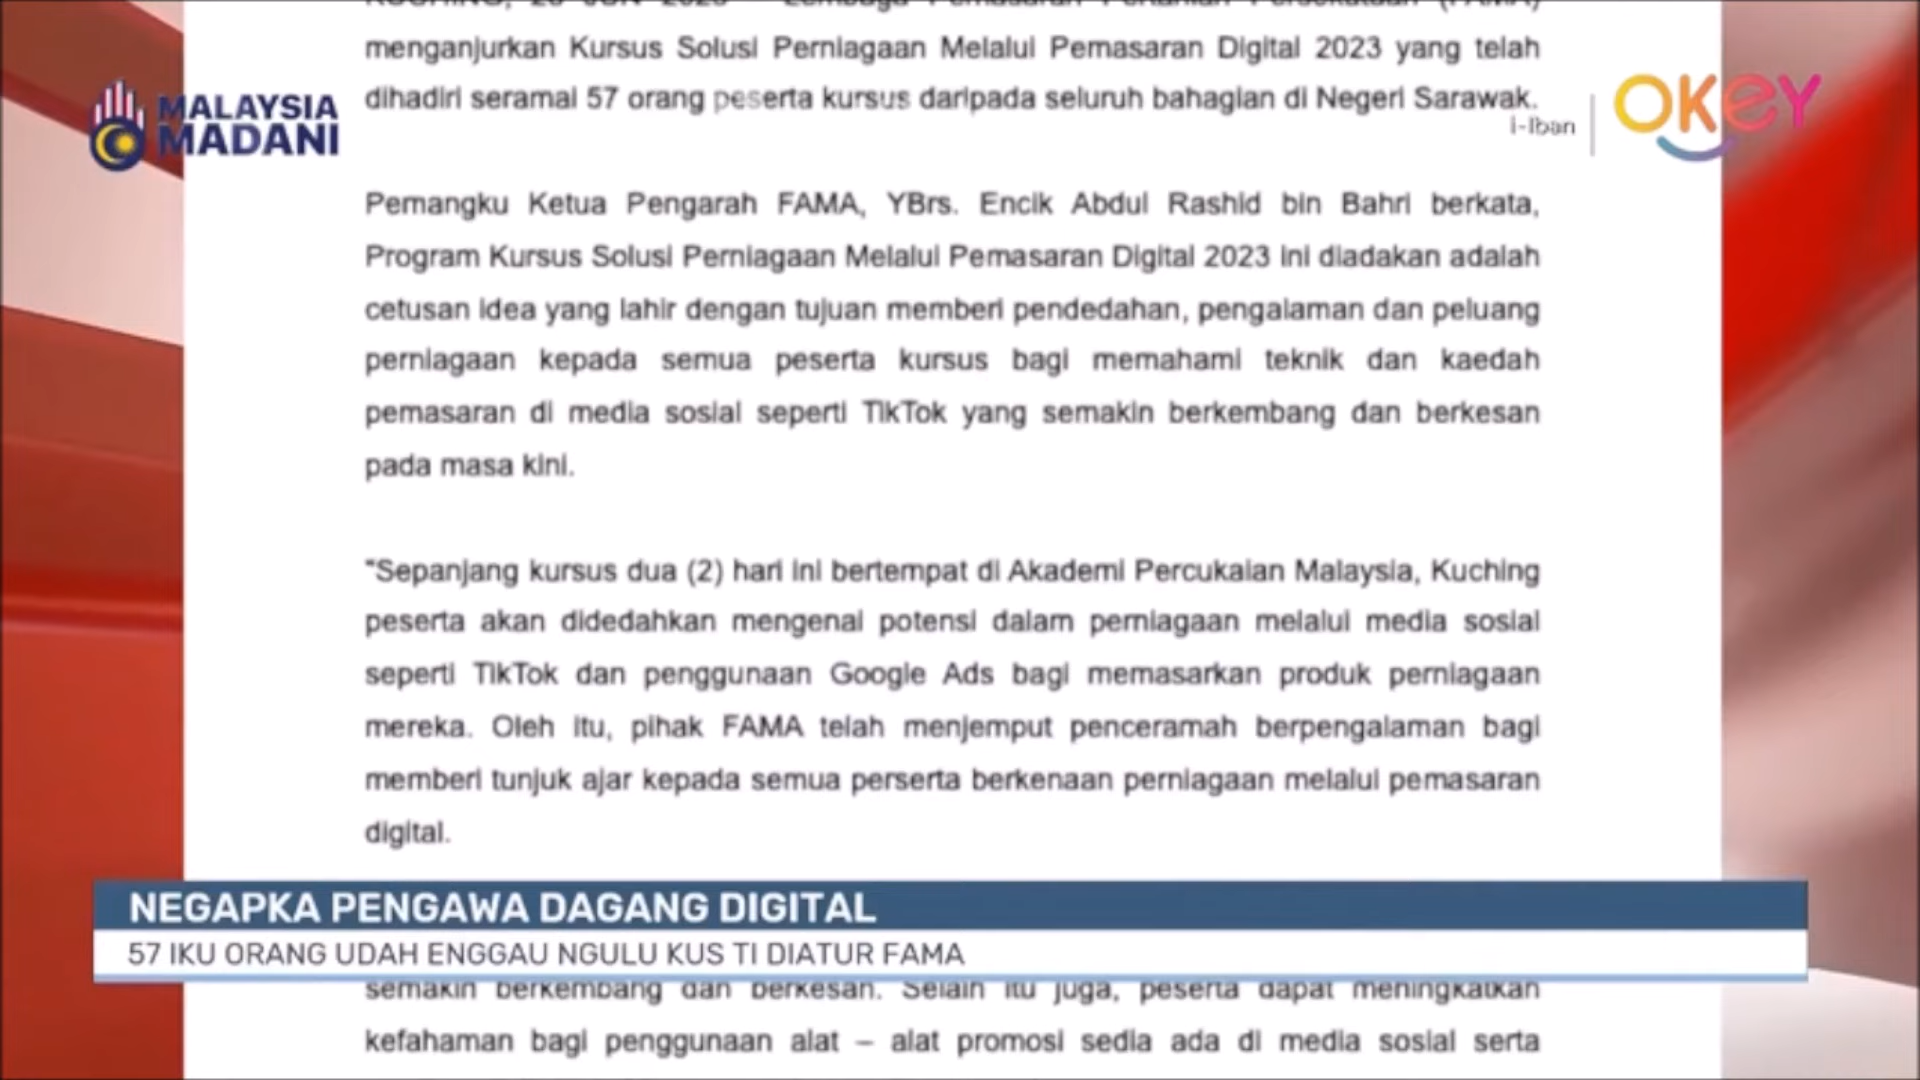 menganjurkan Kursus Solusi Perniagaan Melalui Pemasaran Digital 2023 yang telah
dihadiri seramai 57 orang peserta kursus daripada seluruh bahagian di Negeri Sarawak.
MALAYSIA
MADANI
i-Iban
OKEY
Pemangku Ketua Pengarah FAMA, YBrs. Encik Abdul Rashid bin Bahri berkata,
Program Kursus Solusi Perniagaan Melalui Pemasaran Digital 2023 ini diadakan adalah
cetusan idea yang lahir dengan tujuan memberi pendedahan, pengalaman dan peluang
perniagaan kepada semua peserta kursus bagi memahami teknik dan kaedah
pemasaran di media sosial seperti TikTok yang semakin berkembang dan berkesan
pada masa kini.
"Sepanjang kursus dua (2) hari ini bertempat di Akademi Percukaian Malaysia, Kuching
peserta akan didedahkan mengenai potensi dalam perniagaan melalui media sosial
seperti TikTok dan penggunaan Google Ads bagi memasarkan produk perniagaan
mereka. Oleh itu, pihak FAMA telah menjemput penceramah berpengalaman bagi
memberi tunjuk ajar kepada semua perserta berkenaan perniagaan melalui pemasaran
digital.
NEGAPKA PENGAWA DAGANG DIGITAL
57 IKU ORANG UDAH ENGGAU NGULU KUS TI DIATUR FAMA
semakin berkembang dan berkesan. Selain itu juga, peserta dapat meningkatkan
kefahaman bagi penggunaan alat – alat promosi sedia ada di media sosial serta